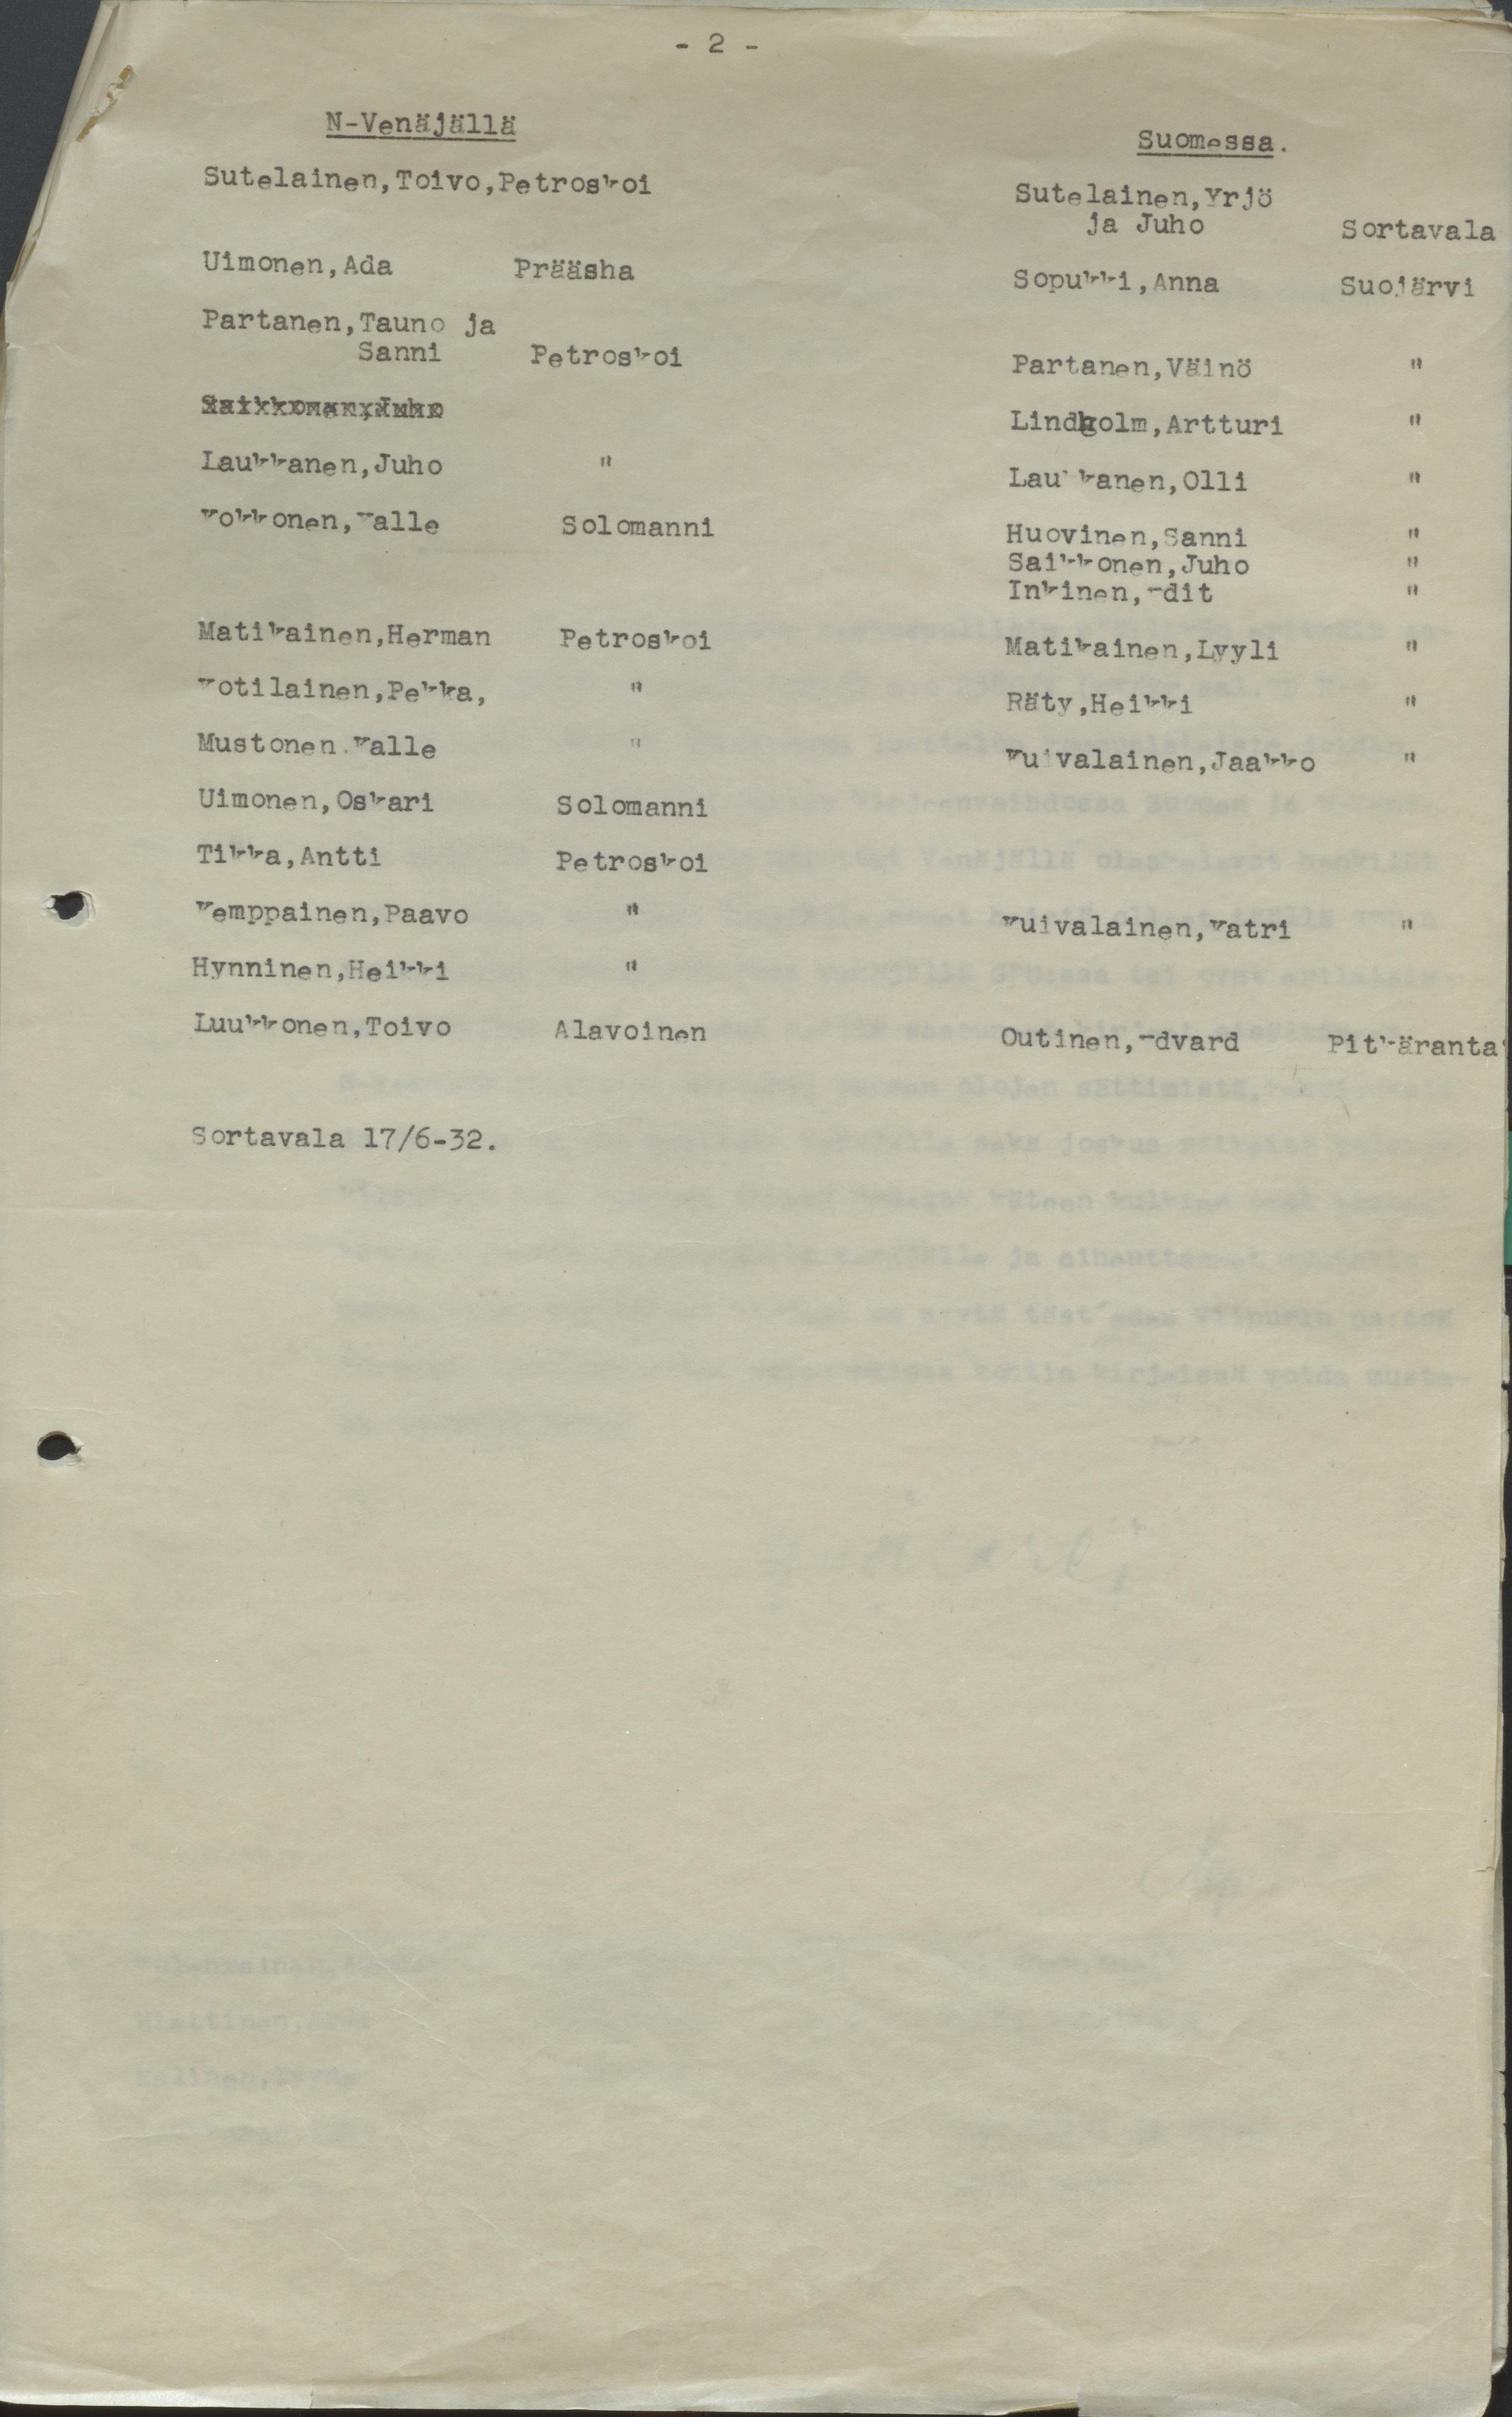 - 2 -
N-Venäjällä
Suomessa.
Sutelainen,Toivo,Petroskoi
Sutelainen,Yrjö
ja Juho Sortavala
Uimonen,Ada Prääsha
Sopukki,Anna Suojärvi
Partanen,Tauno ja
Sanni Petroskoi
Partanen,Väinö "
Saikkonen,Juho
Lindholm,Artturi "
Laukkanen,Juho "
Laukkanen,Olli "
Kokkonen,Kalle Solomanni
Huovinen,Sanni "
Saikkonen,Juho "
Inkinen,Edit "
Matikainen,Herman Petroskoi
Matikainen,Lyyli "
Kotilainen,Pekka, "
Räty,Heikki "
Mustonen.Kalle "
Kuivalainen,Jaakko "
Uimonen,Oskari Solomanni
Tikka,Antti Petroskoi
Kemppainen,Paavo "
Kuivalainen,Katri "
Hynninen,Heikki "
Luukkonen,Toivo Alavoinen
Outinen,Edvard Pitkäranta
Sortavala 17/6-32.